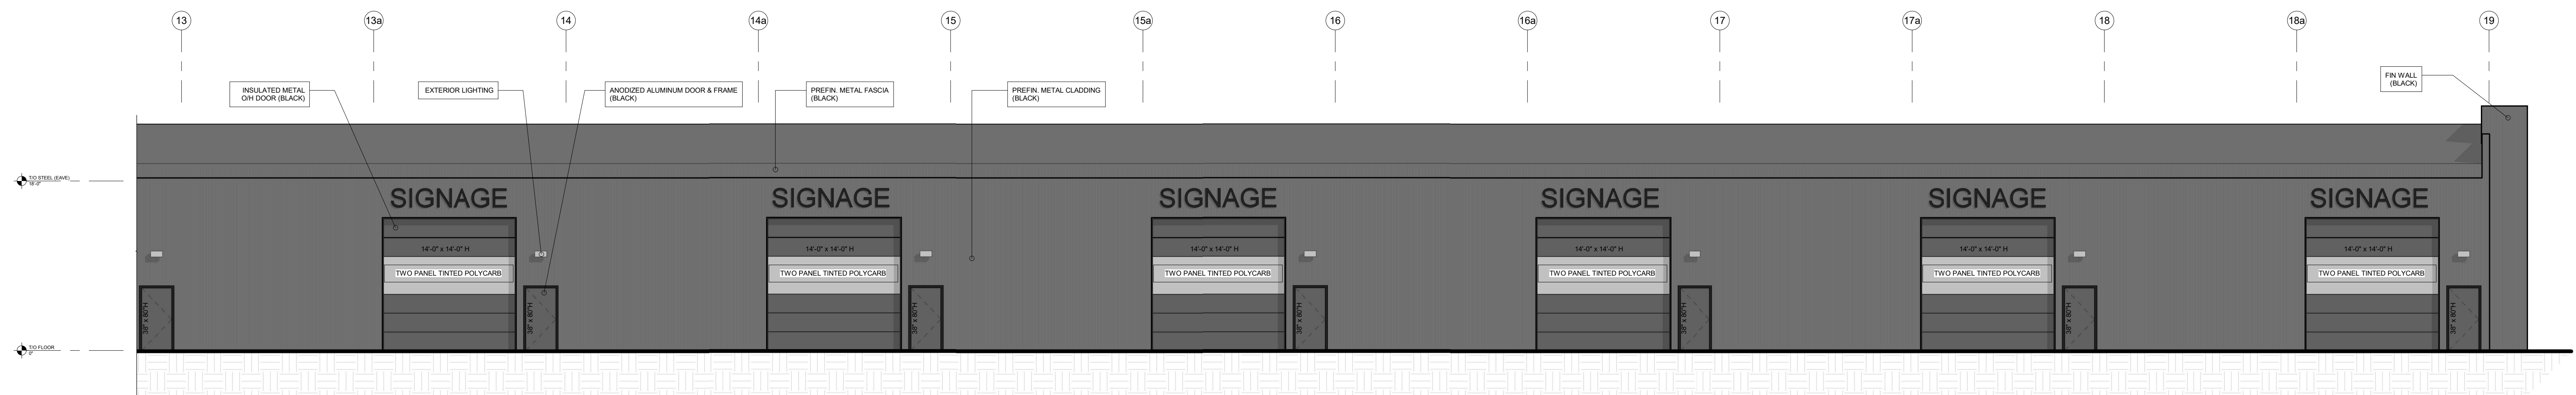 13 13a 14 14a 15 15a 16 16a 17 17a 18 18a 19
FIN WALL
(BLACK)
INSULATED METAL
O/H DOOR (BLACK)
EXTERIOR LIGHTING
ANODIZED ALUMINUM DOOR & FRAME
(BLACK)
PREFIN. METAL FASCIA
(BLACK)
PREFIN. METAL CLADDING
(BLACK)
T/O STEEL (EAVE)
16'-0"
SIGNAGE SIGNAGE SIGNAGE SIGNAGE SIGNAGE SIGNAGE
14'-0" x 14'-0" H 14'-0" x 14'-0" H 14'-0" x 14'-0" H 14'-0" x 14'-0" H 14'-0" x 14'-0" H 14'-0" x 14'-0" H
TWO PANEL TINTED POLYCARB TWO PANEL TINTED POLYCARB TWO PANEL TINTED POLYCARB TWO PANEL TINTED POLYCARB TWO PANEL TINTED POLYCARB TWO PANEL TINTED POLYCARB
38" x 80"H 38" x 80"H 38" x 80"H 38" x 80"H 38" x 80"H 38" x 80"H 38" x 80"H
T/O FLOOR
0"